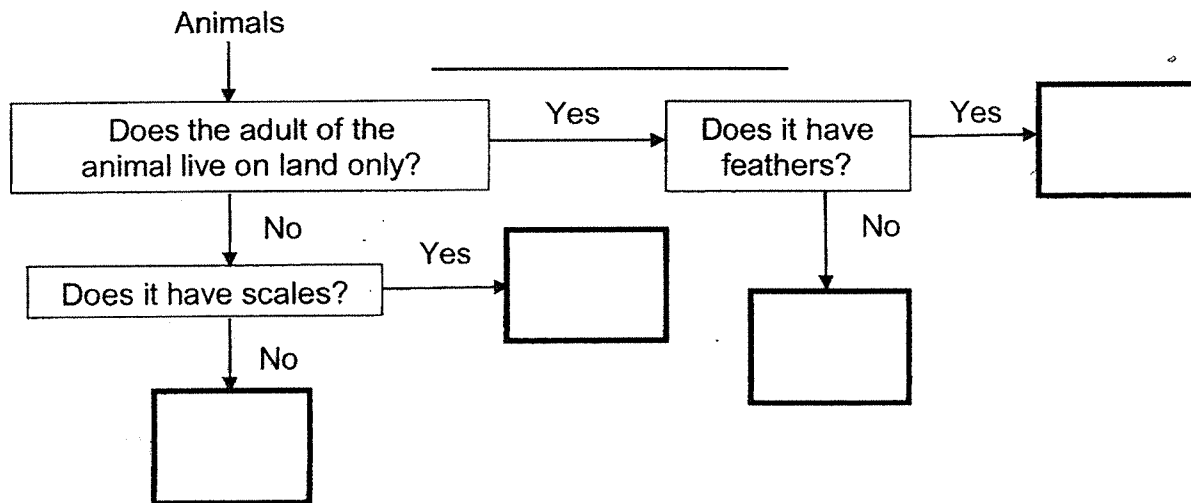 Animals
Does the adult of the
animal live on land only?
Yes
Does it have
feathers?
Yes
No
No
Does it have scales?
Yes
No